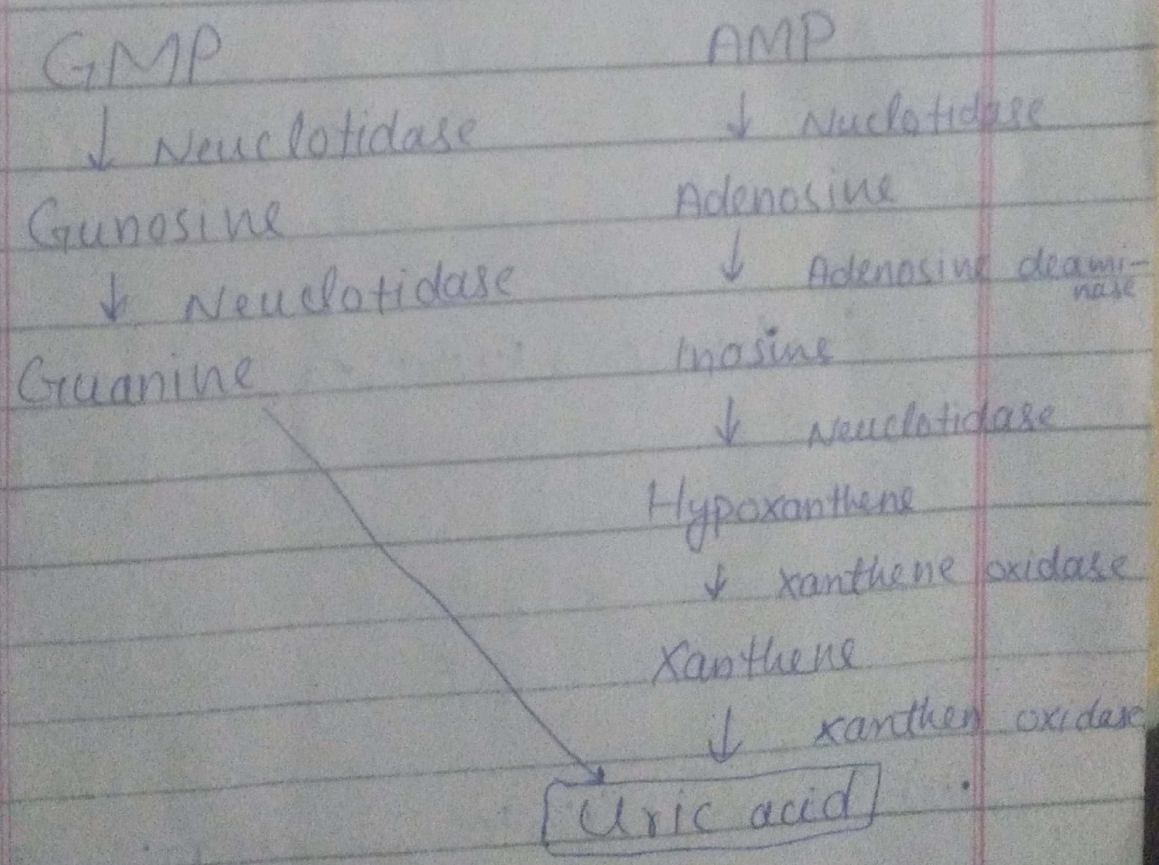 GMP AMP
↓ Neuclotidase ↓ Nuclotidase
Gunosine Adenosine
↓ Neuclotidase ↓ Adenosine deami-
nase
Guanine Inosine
↓ Neuclotidase
Hypoxanthene
↓ xanthene oxidase
Xanthene
↓ xanthen oxidase
Uric acid